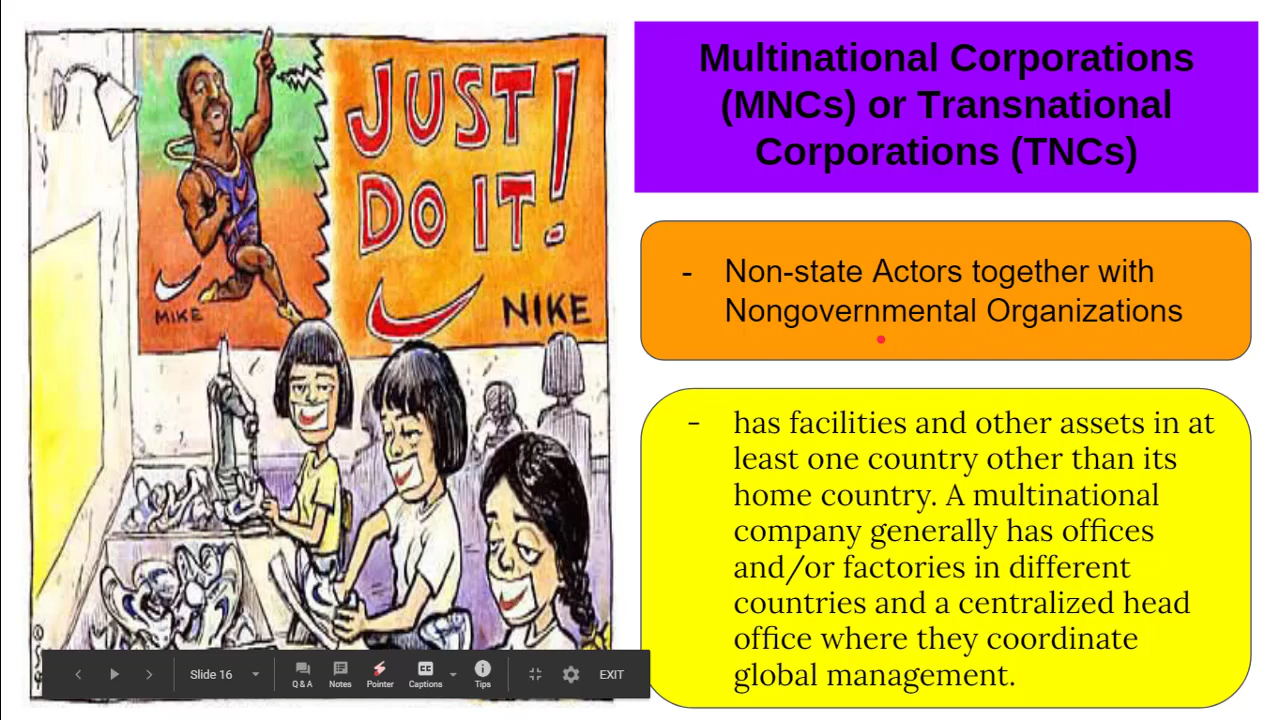 JUST
DO IT!
MIKE
NIKE
Multinational Corporations
(MNCs) or Transnational
Corporations (TNCs)
- Non-state Actors together with
Nongovernmental Organizations
- has facilities and other assets in at
least one country other than its
home country. A multinational
company generally has offices
and/or factories in different
countries and a centralized head
office where they coordinate
global management.
Slide 16
Q & A
Notes
Pointer
Captions
Tips
EXIT